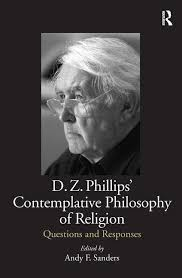 R
D. Z. Phillips'
Contemplative Philosophy
of Religion
Questions and Responses
Edited by
Andy F. Sanders